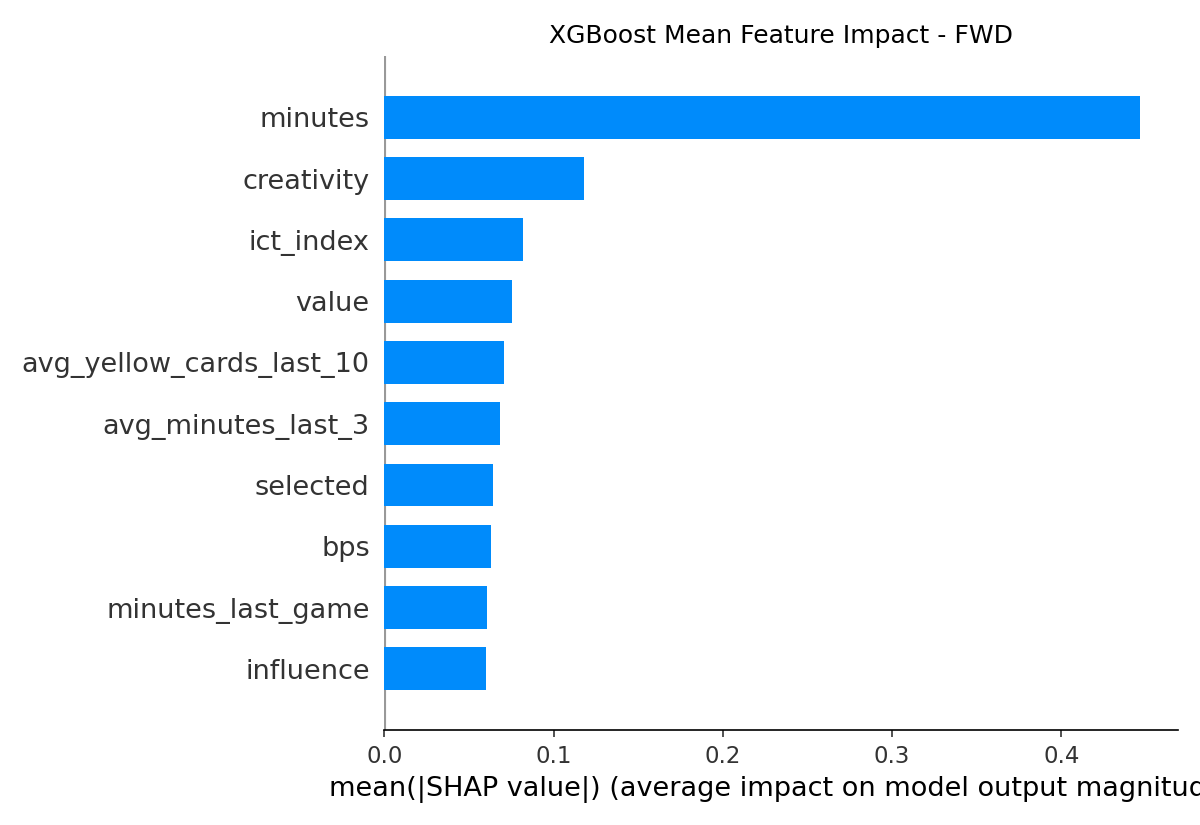 XGBoost Mean Feature Impact - FWD
minutes
creativity
ict_index
value
avg_yellow_cards_last_10
avg_minutes_last_3
selected
bps
minutes_last_game
influence
0.0 0.1 0.2 0.3 0.4
mean(|SHAP value|) (average impact on model output magnitud